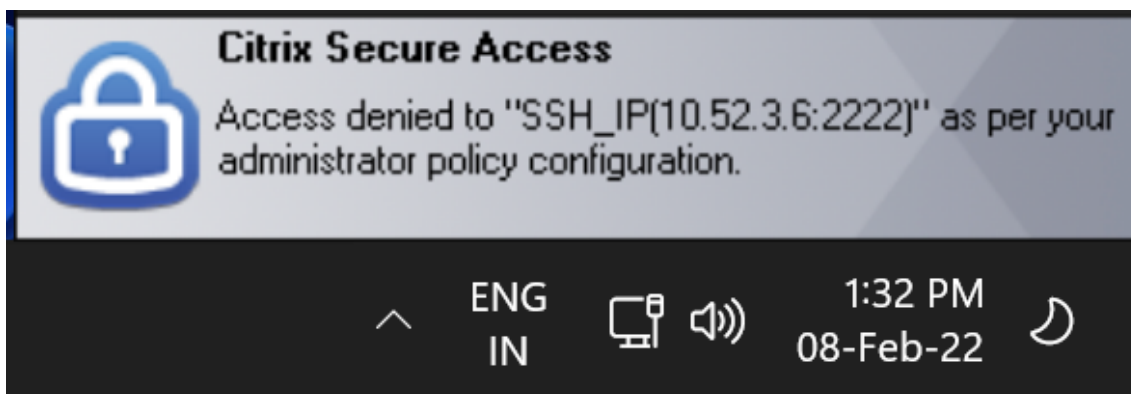 Citrix Secure Access
Access denied to "SSH_IP(10.52.3.6:2222)" as per your
administrator policy configuration.
ENG
IN
1:32 PM
08-Feb-22